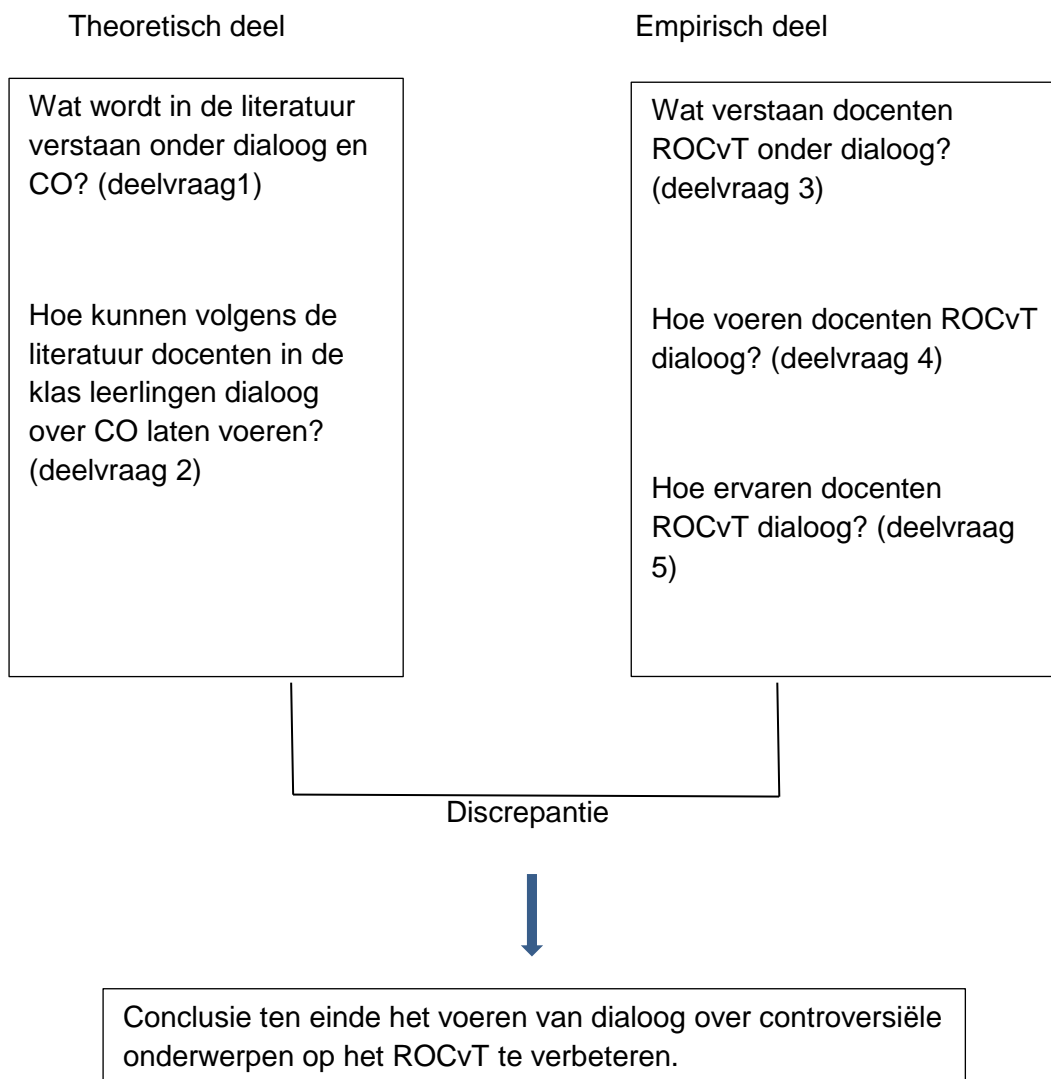 Theoretisch deel
Empirisch deel
Wat wordt in de literatuur
verstaan onder dialoog en
CO? (deelvraag1)
Hoe kunnen volgens de
literatuur docenten in de
klas leerlingen dialoog
over CO laten voeren?
(deelvraag 2)
Wat verstaan docenten
ROCvT onder dialoog?
(deelvraag 3)
Hoe voeren docenten ROCvT
dialoog? (deelvraag 4)
Hoe ervaren docenten
ROCvT dialoog? (deelvraag
5)
Discrepantie
Conclusie ten einde het voeren van dialoog over controversiële
onderwerpen op het ROCvT te verbeteren.